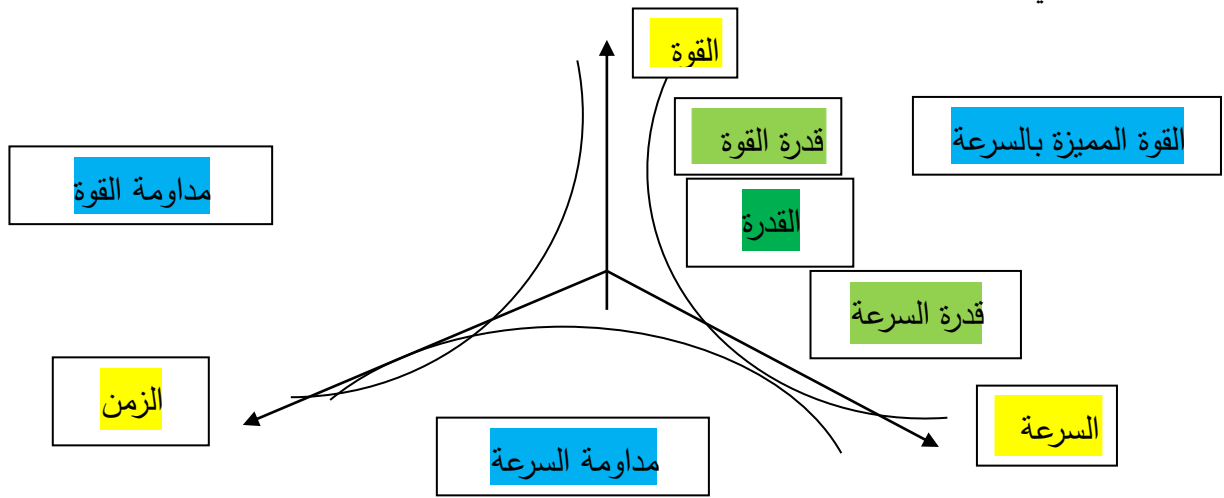 القوة
قدرة القوة
القوة المميزة بالسرعة
مداومة القوة
القدرة
قدرة السرعة
الزمن
السرعة
مداومة السرعة